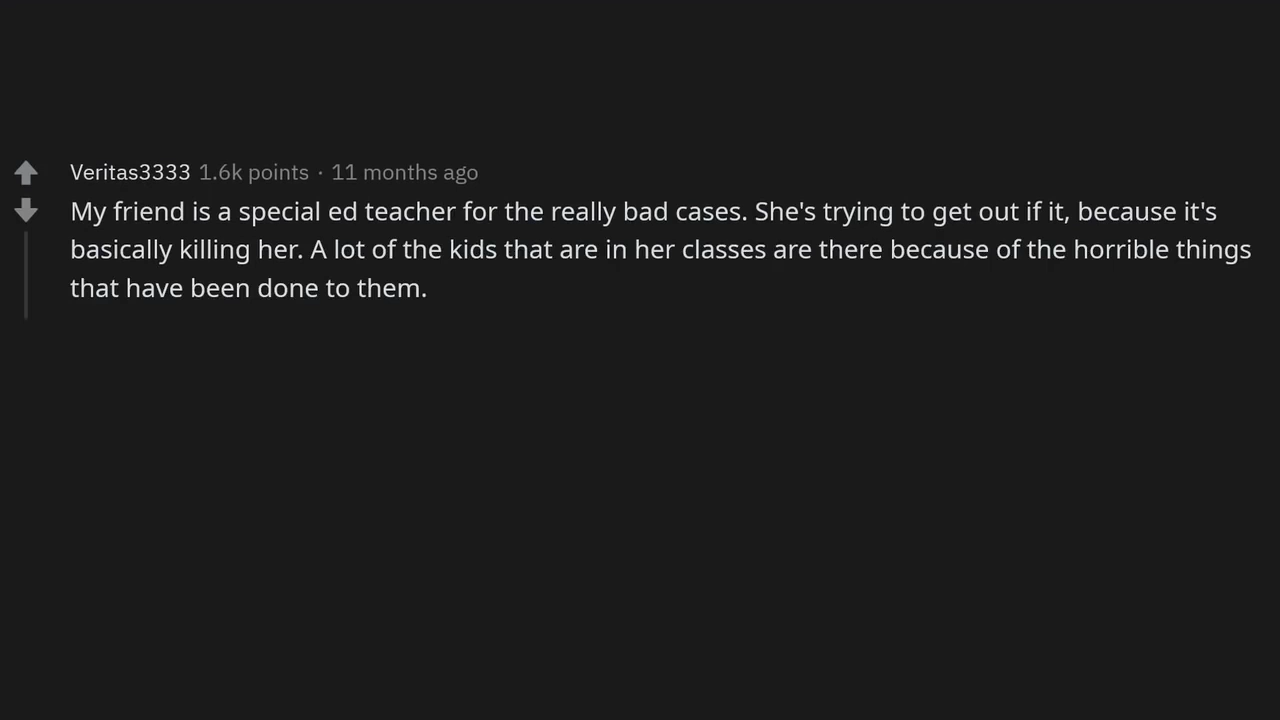 Veritas3333 1.6k points · 11 months ago
My friend is a special ed teacher for the really bad cases. She's trying to get out if it, because it's
basically killing her. A lot of the kids that are in her classes are there because of the horrible things
that have been done to them.